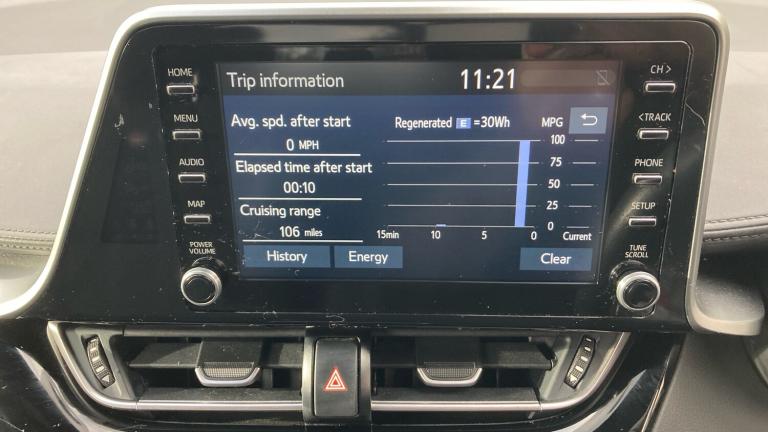 HOME
MENU
AUDIO
MAP
POWER
VOLUME
Trip information
11:21
Avg. spd. after start
0 MPH
Elapsed time after start
00:10
Cruising range
106 miles
Regenerated E =30Wh
MPG
100
75
50
25
0
15min 10 5 0 Current
History
Energy
Clear
CH >
< TRACK
PHONE
SETUP
TUNE
SCROLL